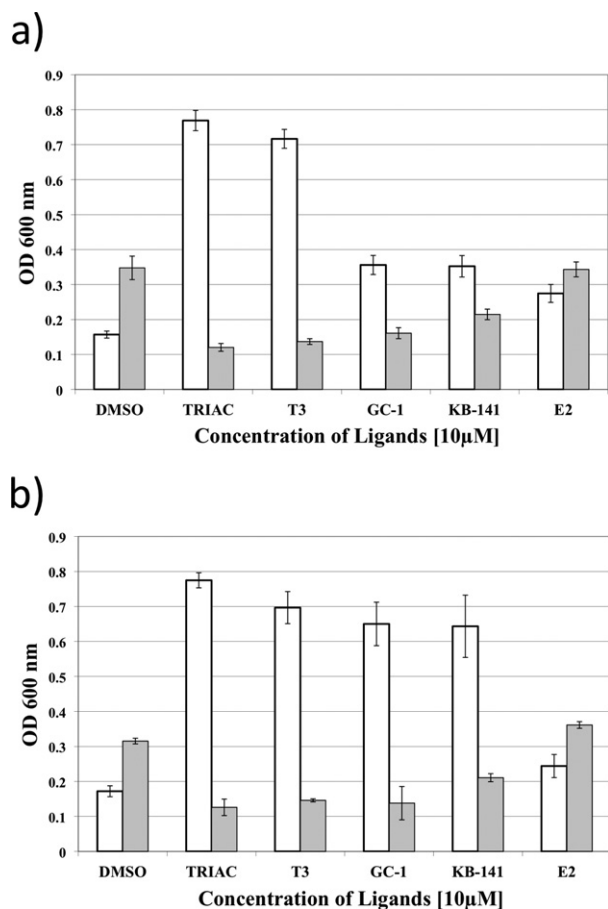 a)
0.9
0.8
0.7
0.6
0.5
0.4
0.3
0.2
0.1
0
OD 600 nm
DMSO TRIAC T3 GC-1 KB-141 E2
Concentration of Ligands [10µM]
b)
0.9
0.8
0.7
0.6
0.5
0.4
0.3
0.2
0.1
0
OD 600 nm
DMSO TRIAC T3 GC-1 KB-141 E2
Concentration of Ligands [10µM]